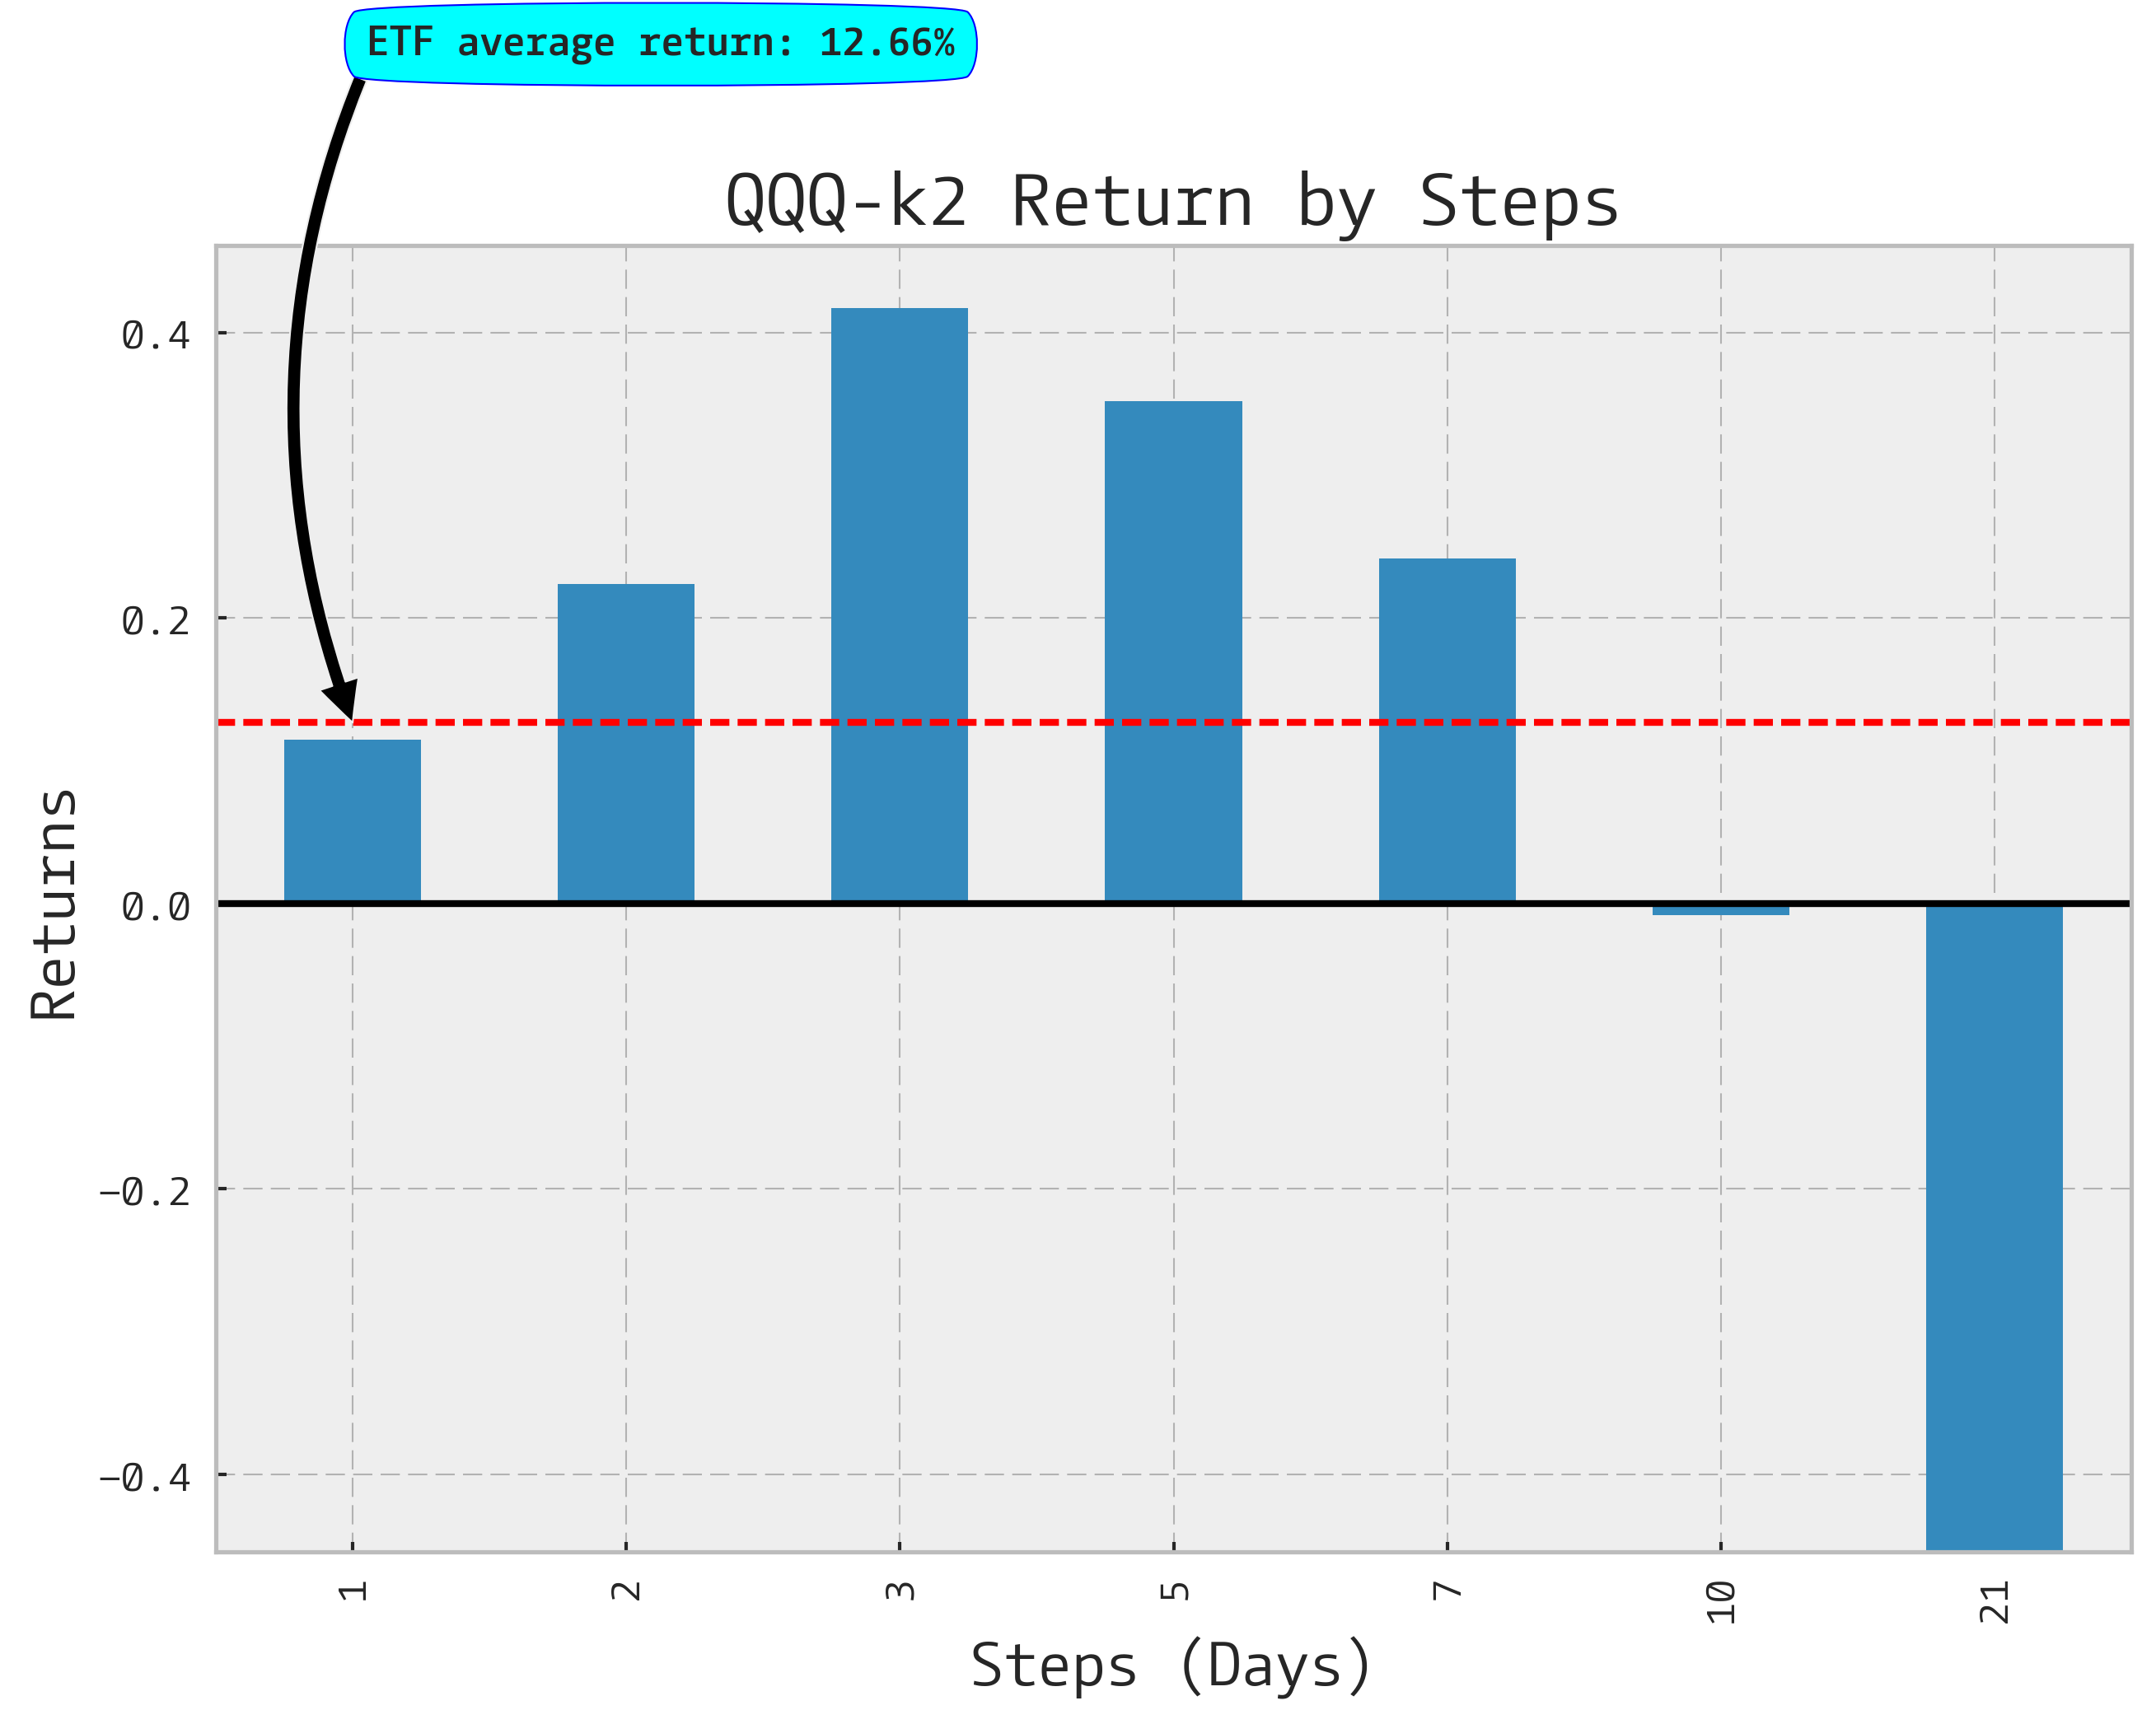 ETF average return: 12.66%
QQQ-k2 Return by Steps
Returns
0.4
0.2
0.0
−0.2
−0.4
1 2 3 5 7 10 21
Steps (Days)